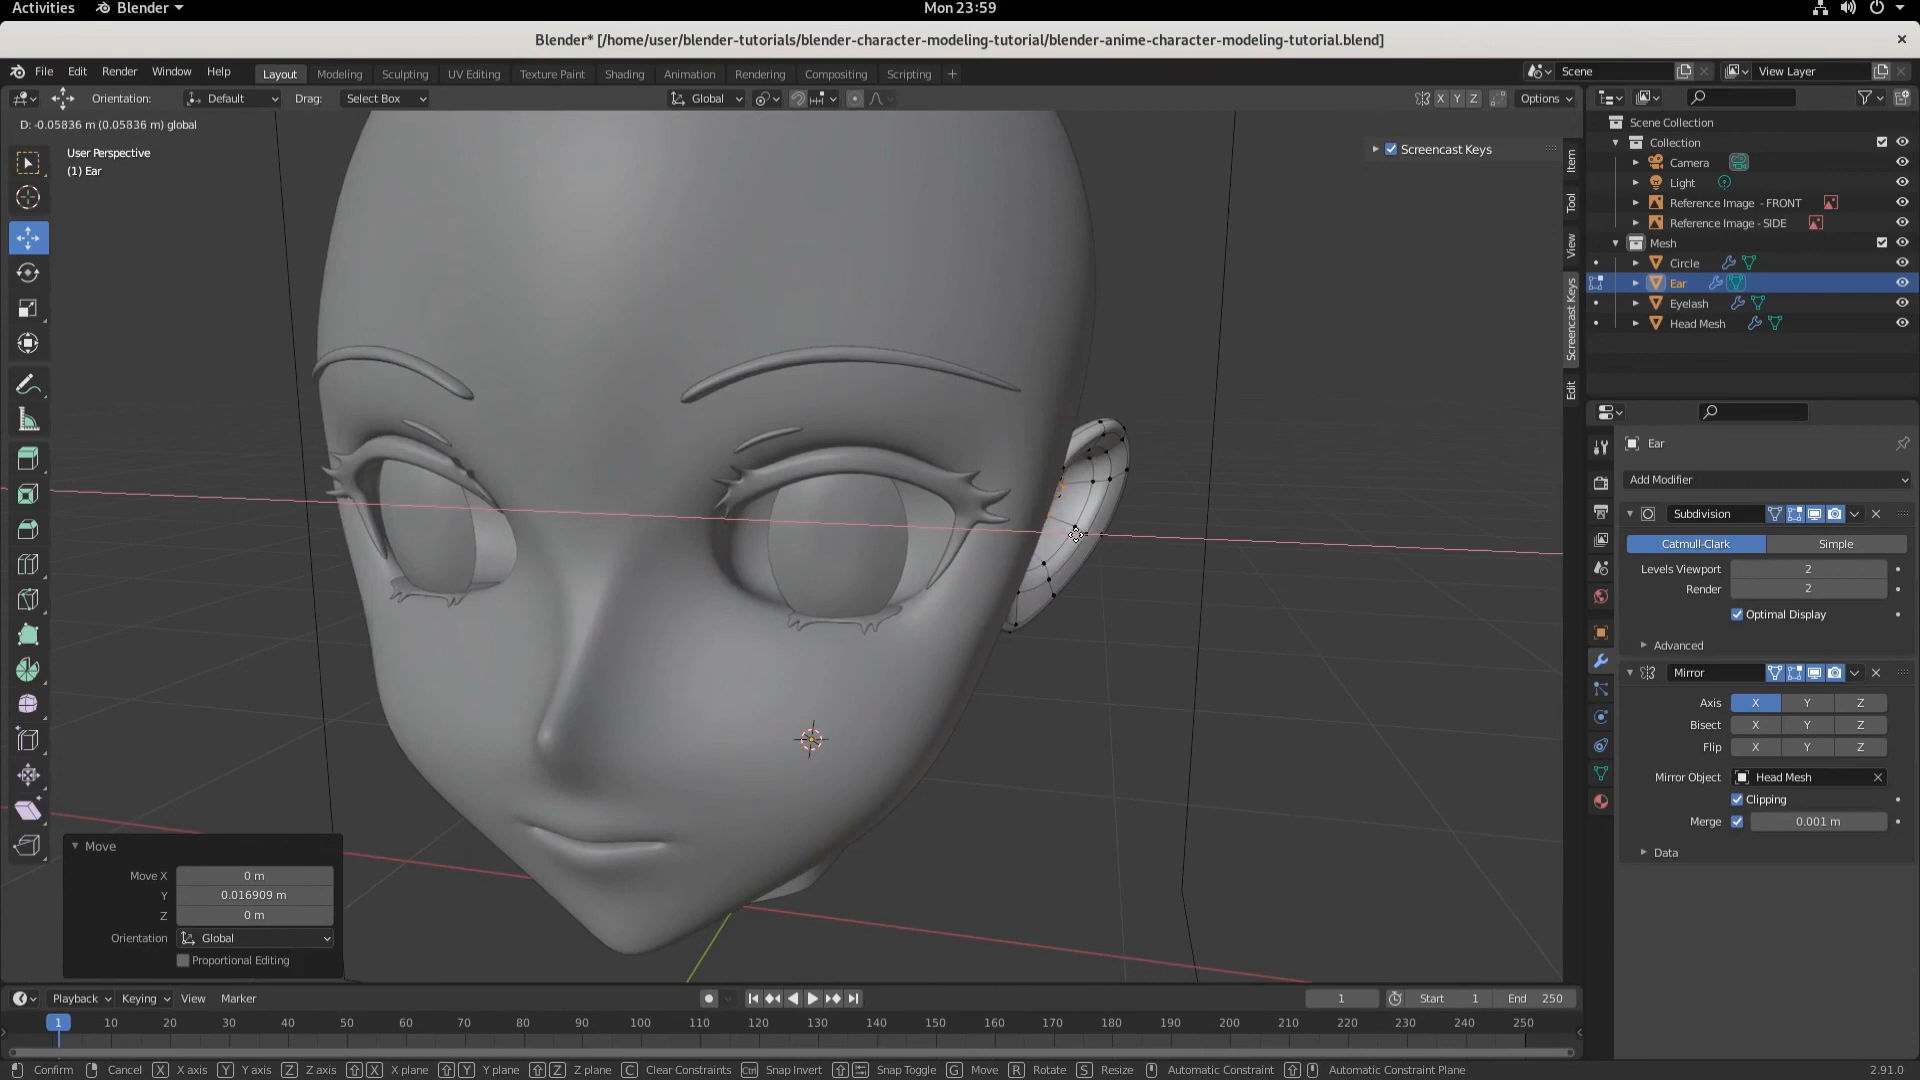 Activities Blender Mon 23:59
Blender* [/home/user/blender-tutorials/blender-character-modeling-tutorial/blender-anime-character-modeling-tutorial.blend]
File Edit Render Window Help Layout Modeling Sculpting UV Editing Texture Paint Shading Animation Rendering Compositing Scripting + Scene View Layer
Orientation: Default Drag: Select Box Global X Y Z Options
D: -0.05836 m (0.05836 m) global
User Perspective
(1) Ear
Screencast Keys
Item
Tool
View
Screencast Keys
Edit
Scene Collection
Collection
Camera
Light
Reference Image - FRONT
Reference Image - SIDE
Mesh
Circle
Ear
Eyelash
Head Mesh
Ear
Add Modifier
Subdivision
Catmull-Clark Simple
Levels Viewport 2
Render 2
Optimal Display
Advanced
Mirror
Axis X Y Z
Bisect X Y Z
Flip X Y Z
Mirror Object Head Mesh
Clipping
Merge 0.001 m
Data
Move
Move X 0 m
Y 0.016909 m
Z 0 m
Orientation Global
Proportional Editing
Playback Keying View Marker 1 Start 1 End 250
1 10 20 30 40 50 60 70 80 90 100 110 120 130 140 150 160 170 180 190 200 210 220 230 240 250
Confirm Cancel X X axis Y Y axis Z Z axis X X plane Y Y plane Z Z plane C Clear Constraints Ctrl Snap Invert Snap Toggle G Move R Rotate S Resize Automatic Constraint Automatic Constraint Plane 2.91.0